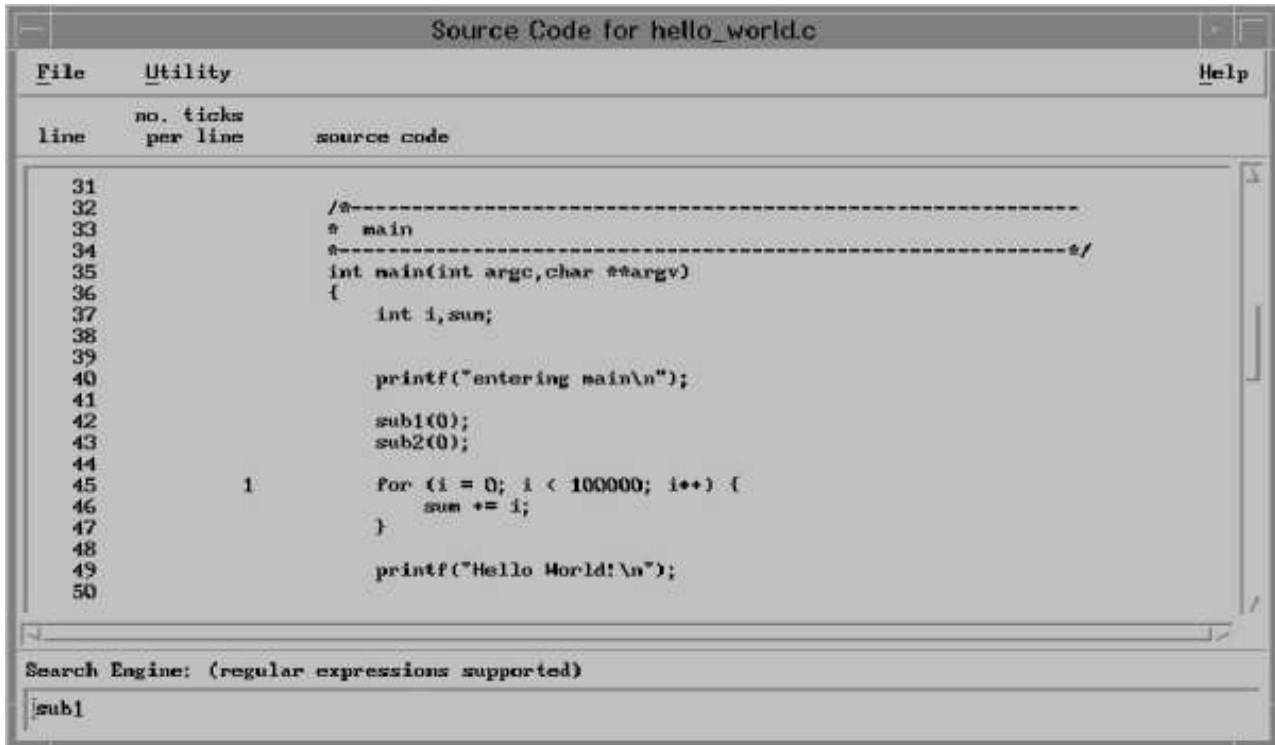 Source Code for hello_world.c
File Utility Help
no. ticks
line per line source code
31
32 /*------------------------------------------------------------
33 * main
34 *------------------------------------------------------------*/
35 int main(int argc,char **argv)
36 {
37 int i,sum;
38
39
40 printf("entering main\n");
41
42 sub1(0);
43 sub2(0);
44
45 1 for (i = 0; i < 100000; i++) {
46 sum += i;
47 }
48
49 printf("Hello World!\n");
50
Search Engine: (regular expressions supported)
sub1